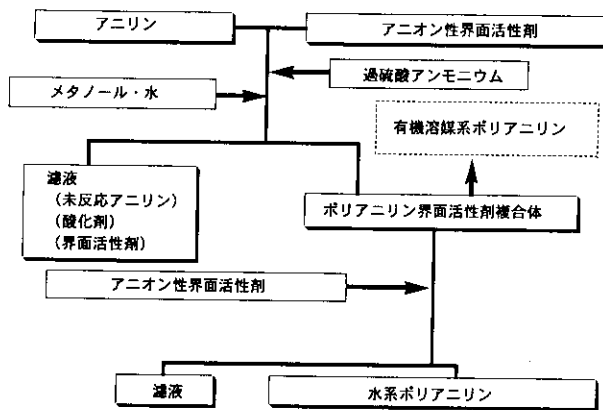 アニリン
アニオン性界面活性剤
過硫酸アンモニウム
メタノール・水
有機溶媒系ポリアニリン
濾液
(未反応アニリン)
(酸化剤)
(界面活性剤)
ポリアニリン界面活性剤複合体
アニオン性界面活性剤
濾液
水系ポリアニリン